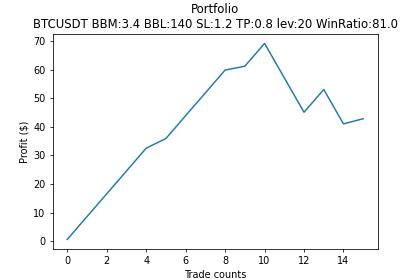 Portfolio
BTCUSDT BBM:3.4 BBL:140 SL:1.2 TP:0.8 lev:20 WinRatio:81.0
70
60
50
40
30
20
10
0
Profit ($)
0 2 4 6 8 10 12 14
Trade counts